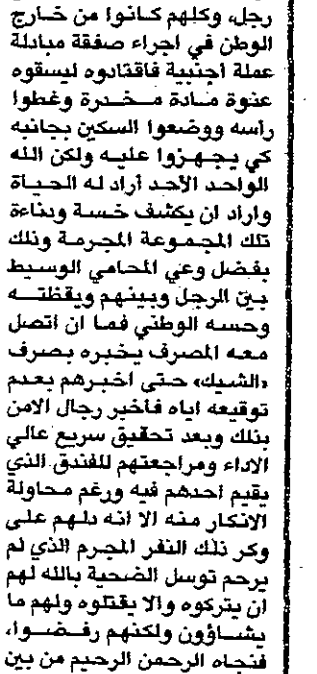 رجل، وكلهم كانوا من خارج
الوطن في اجراء صفقة مبادلة
عملة اجنبية فاقتادوه ليسقوه
عنوة مادة مخدرة وغطوا
رأسه ووضعوا السكين بجانبه
كي يجهزوا عليه ولكن الله
الواحد الأحد أراد له الحياة
واراد ان يكشف خسة ودناءة
تلك المجموعة المجرمة وذلك
بفضل وعي المحامي الوسيط
بين الرجل وبينهم ويقظته
وحسه الوطني فما ان اتصل
معه المصرف يخبره بصرف
«الشيك» حتى اخبرهم بعدم
توقيعه اياه فأخبر رجال الامن
بذلك وبعد تحقيق سريع عالي
الاداء ومراجعتهم للفندق الذي
يقيم احدهم فيه ورغم محاولة
الانكار منه الا انه دلهم على
وكر ذلك النفر المجرم الذي لم
يرحم توسل الضحية بالله لهم
ان يتركوه والا يقتلوه ولهم ما
يشاؤون ولكنهم رفضوا،
فنجاه الرحمن الرحيم من بين